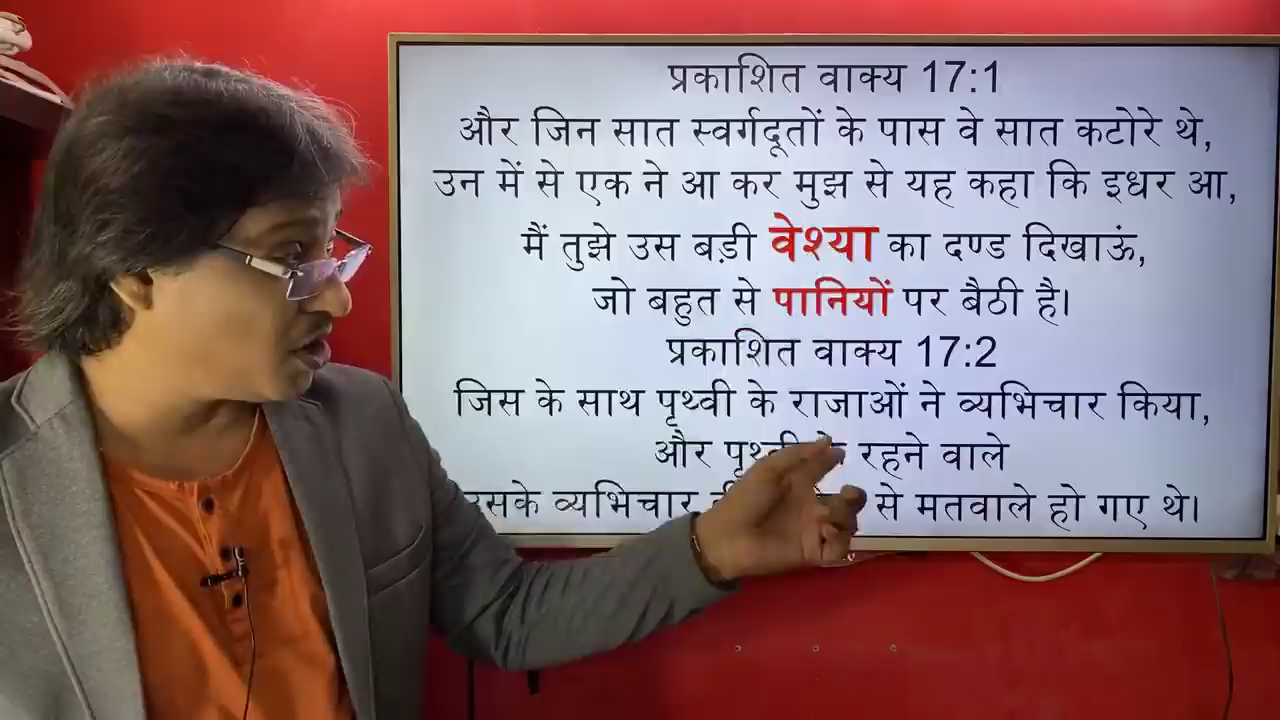 प्रकाशित वाक्य 17:1
और जिन सात स्वर्गदूतों के पास वे सात कटोरे थे,
उन में से एक ने आ कर मुझ से यह कहा कि इधर आ,
मैं तुझे उस बड़ी वेश्या का दण्ड दिखाऊं,
जो बहुत से पानियों पर बैठी है।
प्रकाशित वाक्य 17:2
जिस के साथ पृथ्वी के राजाओं ने व्यभिचार किया,
और पृथ्वी के रहने वाले
उसके व्यभिचार से मतवाले हो गए थे।